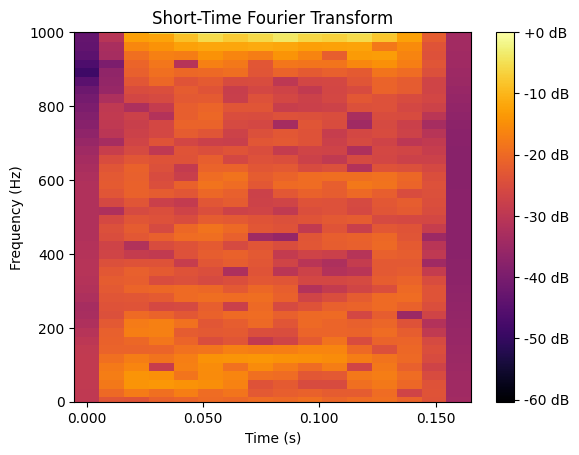 Short-Time Fourier Transform
1000
800
600
400
200
0
Frequency (Hz)
0.000
0.050
0.100
0.150
Time (s)
+0 dB
-10 dB
-20 dB
-30 dB
-40 dB
-50 dB
-60 dB